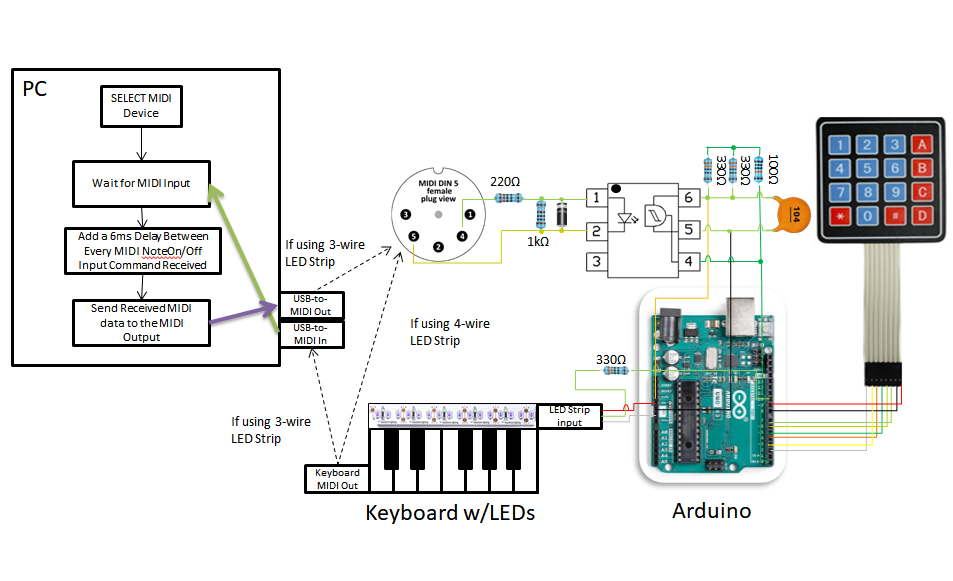 PC
SELECT MIDI
Device
Wait for MIDI Input
Add a 6ms Delay Between
Every MIDI NoteOn/Off
Input Command Received
Send Received MIDI
data to the MIDI
Output
USB-to-
MIDI Out
USB-to-
MIDI In
If using 3-wire
LED Strip
If using 3-wire
LED Strip
If using 4-wire
LED Strip
MIDI DIN 5
female
plug view
3
1
5
4
2
220Ω
1kΩ
1
2
3
6
5
4
330Ω
330Ω
100Ω
104
1 2 3 A
4 5 6 B
7 8 9 C
* 0 # D
330Ω
LED Strip
input
Keyboard
MIDI Out
Keyboard w/LEDs
UNO
Arduino